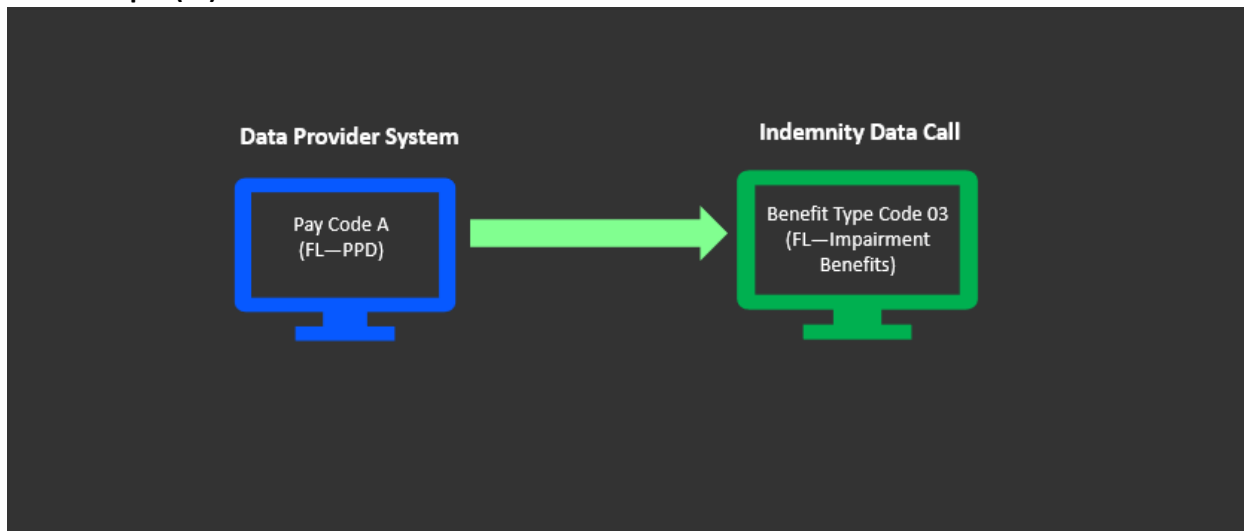 Data Provider System
Indemnity Data Call
Pay Code A
(FL—PPD)
Benefit Type Code 03
(FL—Impairment
Benefits)